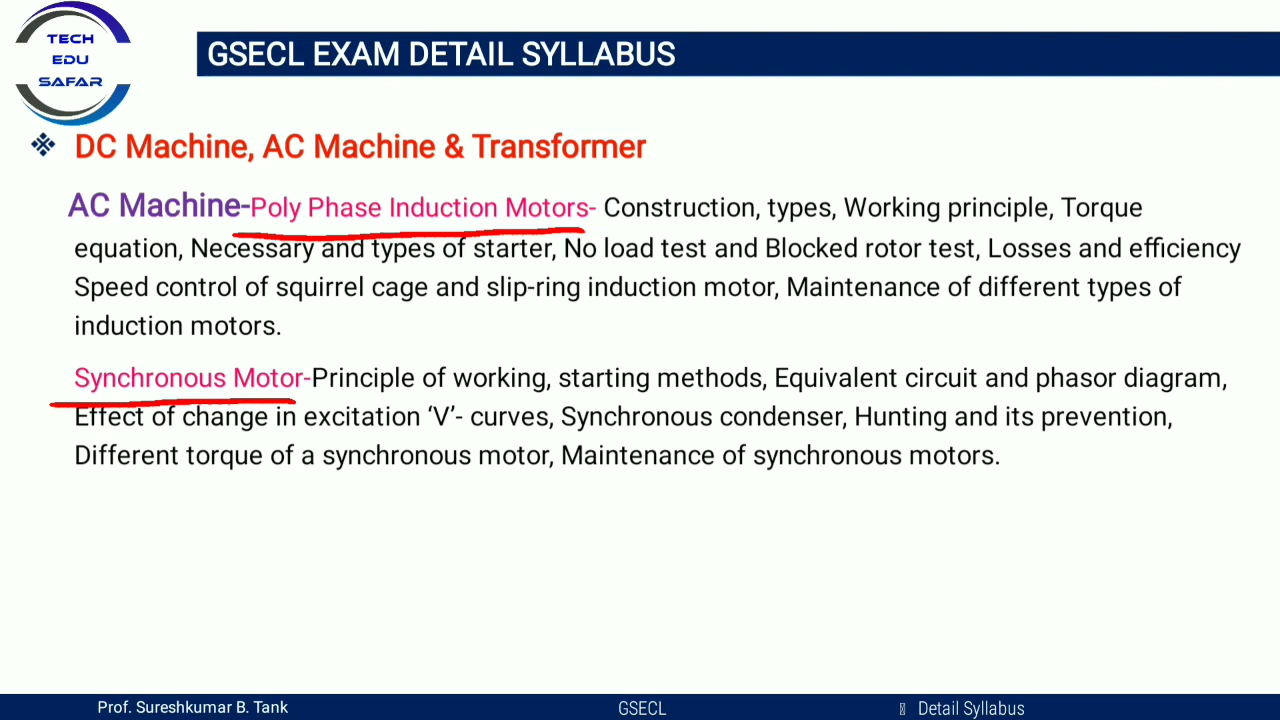 TECH
EDU
SAFAR
GSECL EXAM DETAIL SYLLABUS
DC Machine, AC Machine & Transformer
AC Machine-Poly Phase Induction Motors- Construction, types, Working principle, Torque
equation, Necessary and types of starter, No load test and Blocked rotor test, Losses and efficiency
Speed control of squirrel cage and slip-ring induction motor, Maintenance of different types of
induction motors.
Synchronous Motor-Principle of working, starting methods, Equivalent circuit and phasor diagram,
Effect of change in excitation ‘V’- curves, Synchronous condenser, Hunting and its prevention,
Different torque of a synchronous motor, Maintenance of synchronous motors.
Prof. Sureshkumar B. Tank
GSECL
Detail Syllabus